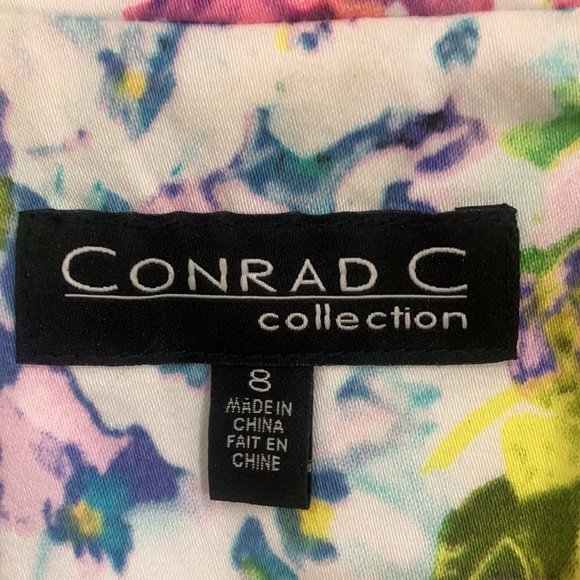 CONRAD C
collection
8
MADE IN
CHINA
FAIT EN
CHINE